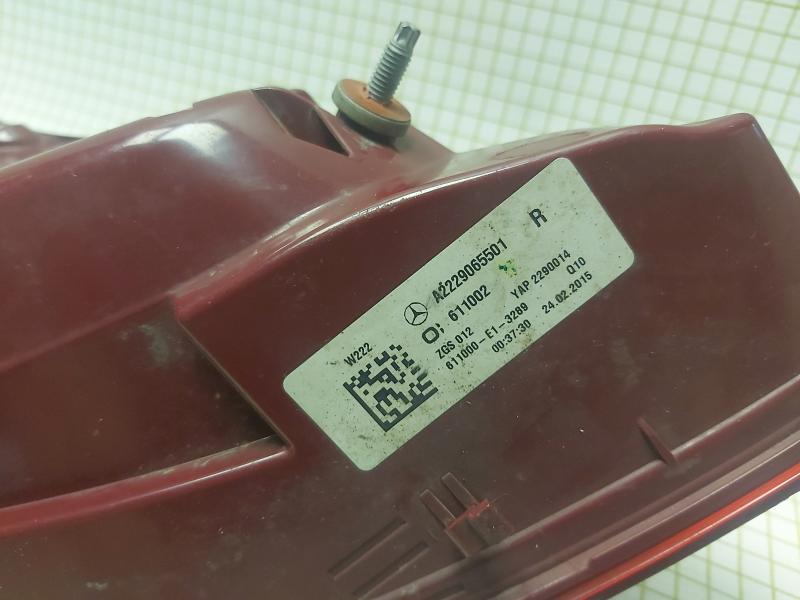 W222
A2229065501 R
611002
ZGS 012 YAP 2290014
611000-E1-3289 Q10
00:37:30 24.02.2015